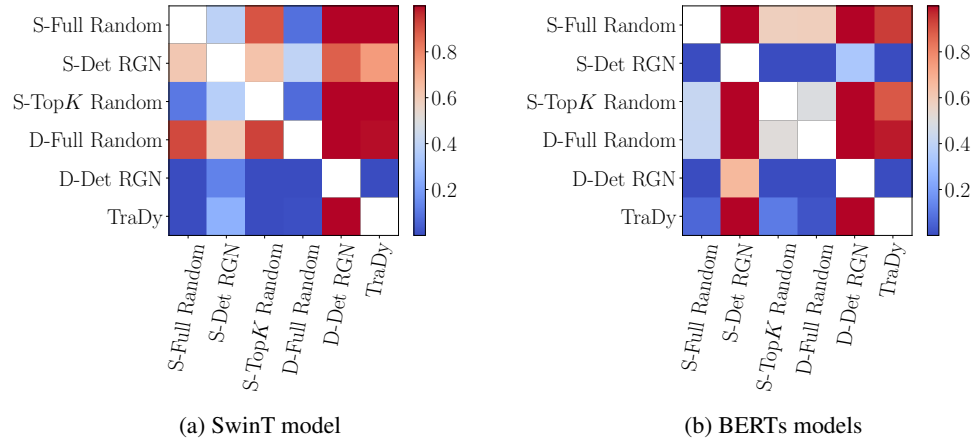 S-Full Random
S-Det RGN
S-TopK Random
D-Full Random
D-Det RGN
TraDy
S-Full Random
S-Det RGN
S-TopK Random
D-Full Random
D-Det RGN
TraDy
0.8
0.6
0.4
0.2
(a) SwinT model
S-Full Random
S-Det RGN
S-TopK Random
D-Full Random
D-Det RGN
TraDy
S-Full Random
S-Det RGN
S-TopK Random
D-Full Random
D-Det RGN
TraDy
0.8
0.6
0.4
0.2
(b) BERTs models